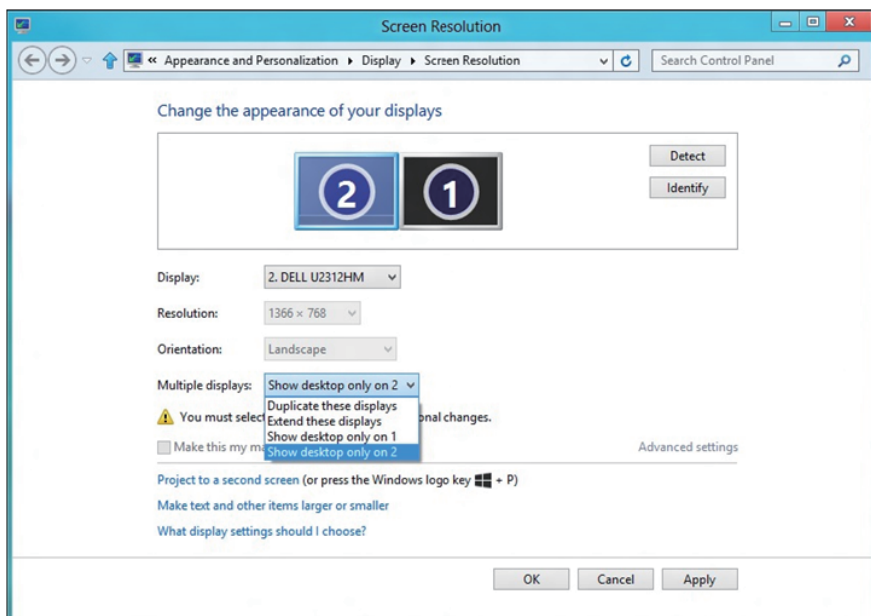 Screen Resolution
« Appearance and Personalization ▸ Display ▸ Screen Resolution
Search Control Panel
Change the appearance of your displays
2 1
Detect
Identify
Display: 2. DELL U2312HM
Resolution: 1366 × 768
Orientation: Landscape
Multiple displays: Show desktop only on 2
Duplicate these displays
You must select onal changes.
Extend these displays
Show desktop only on 1
Make this my ma
Show desktop only on 2
Advanced settings
Project to a second screen (or press the Windows logo key + P)
Make text and other items larger or smaller
What display settings should I choose?
OK Cancel Apply